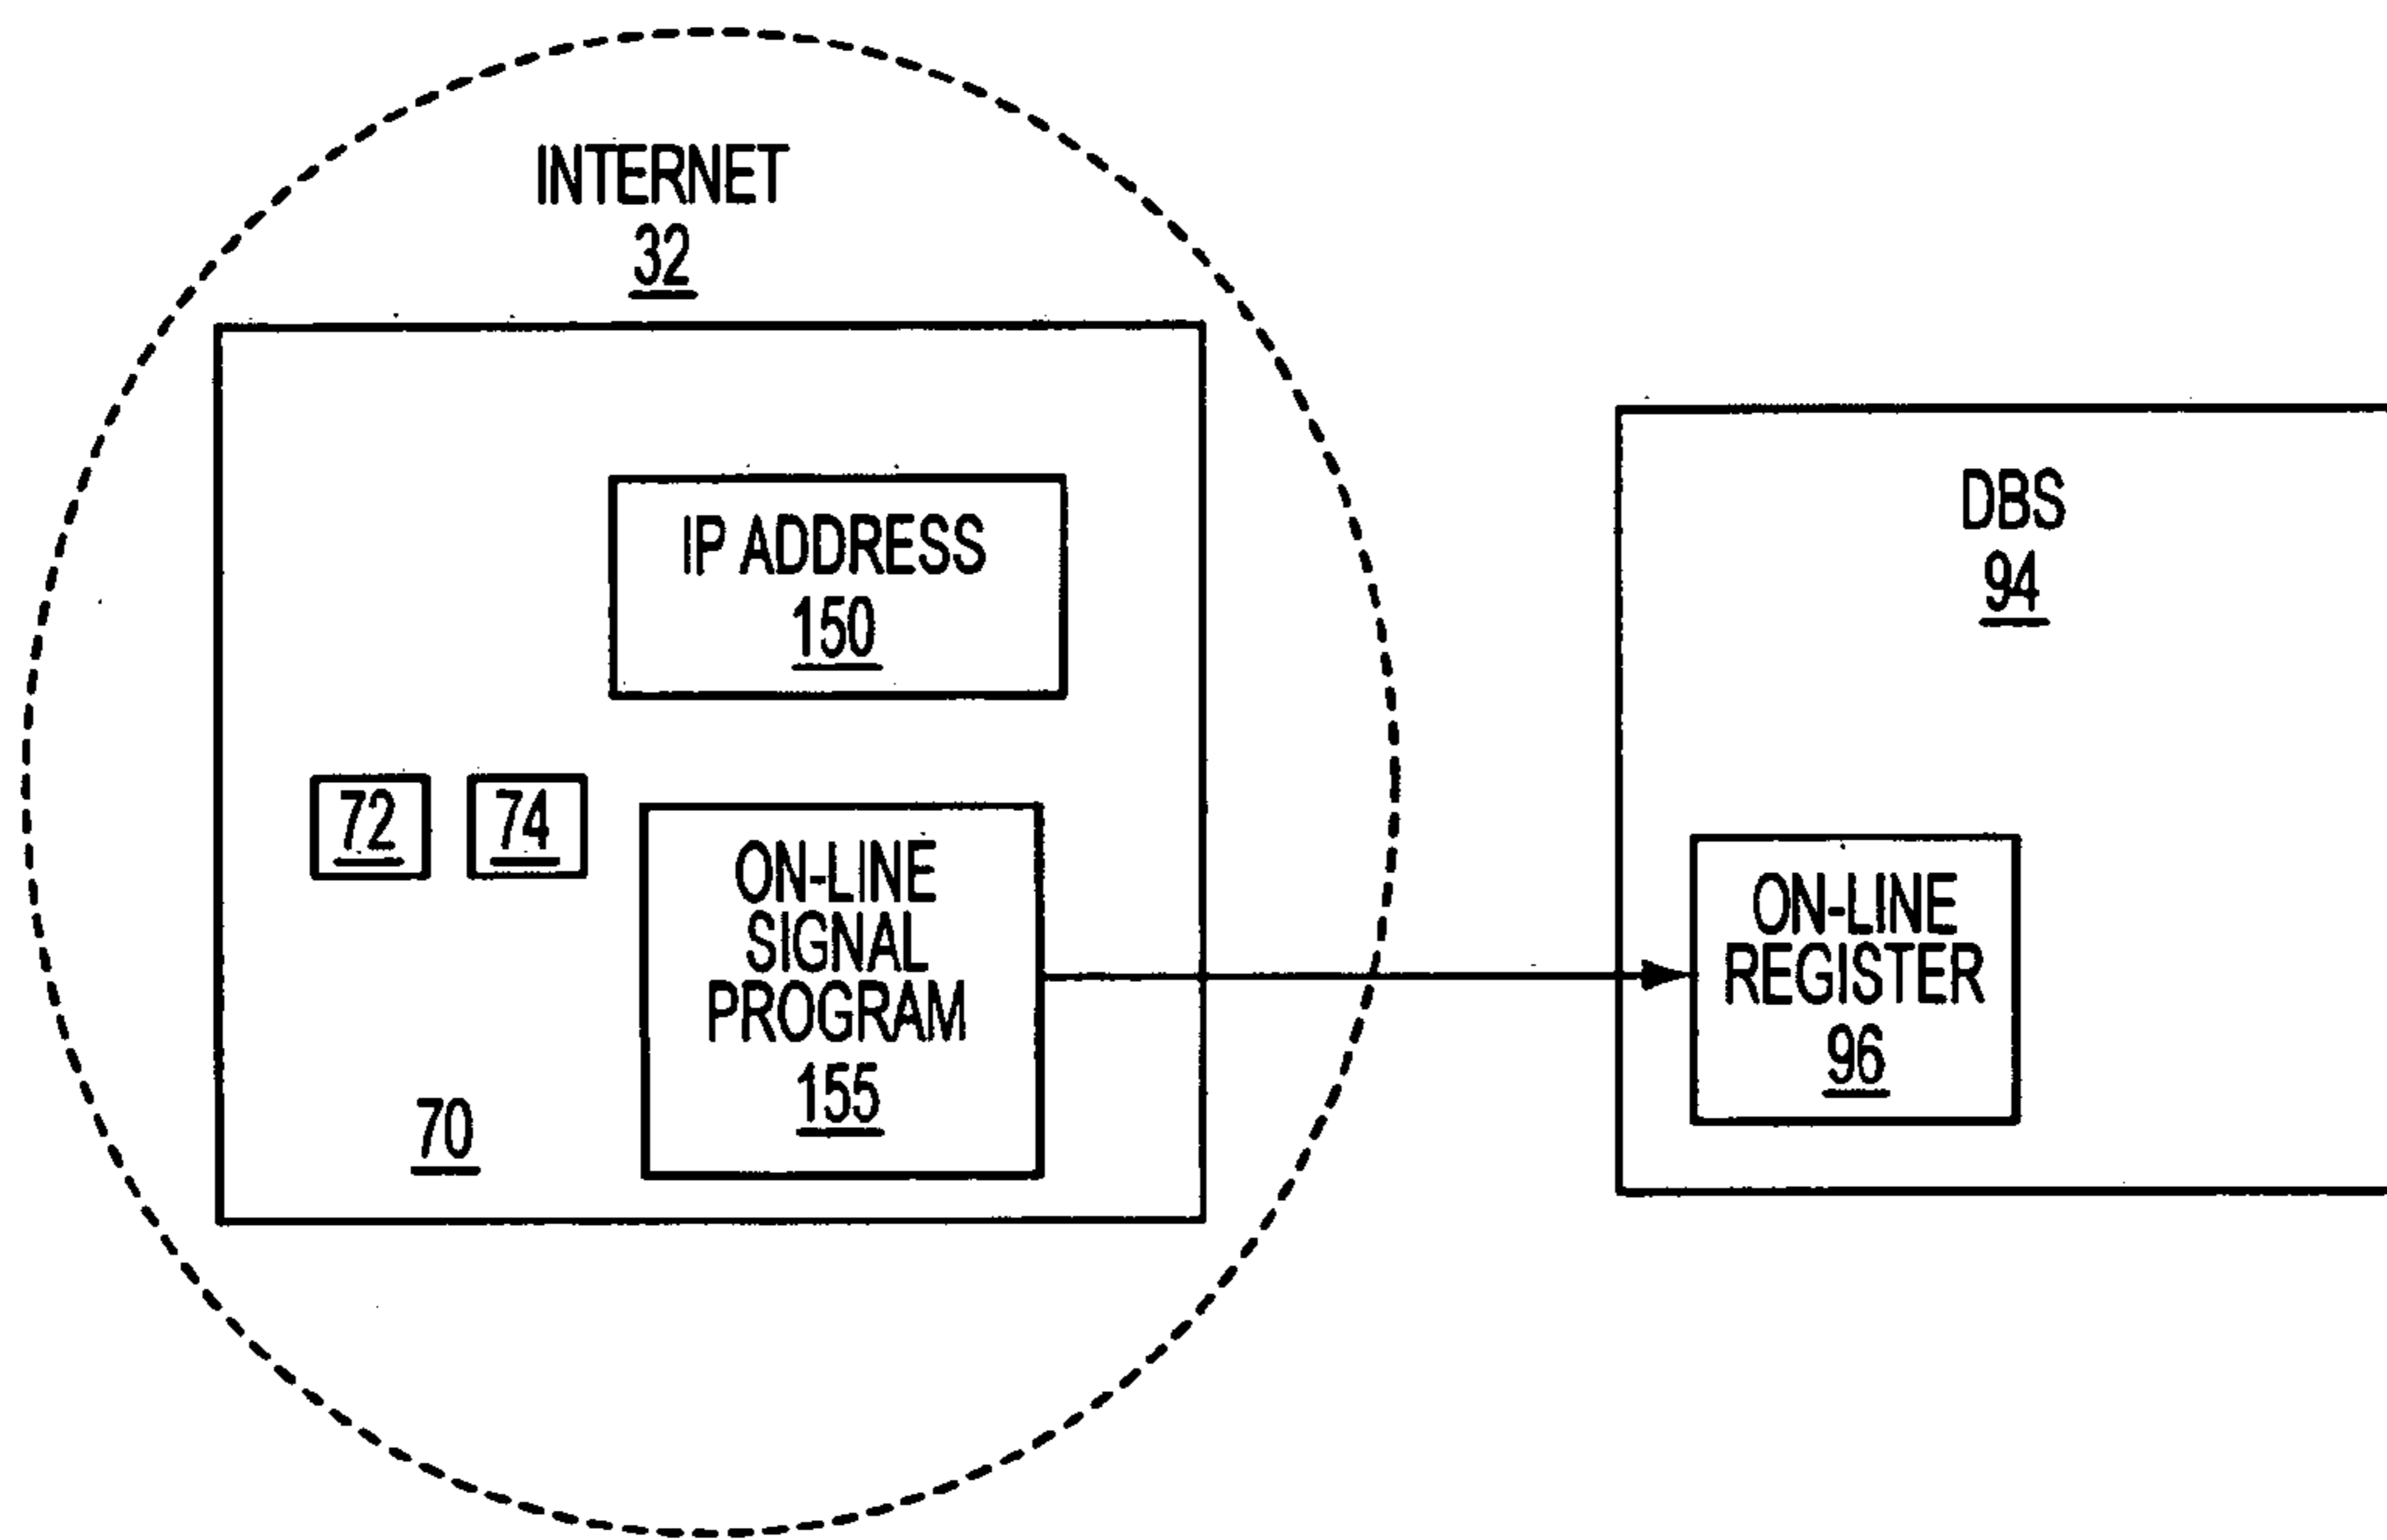 INTERNET
32
IP ADDRESS
150
72
74
ON-LINE
SIGNAL
PROGRAM
155
70
DBS
94
ON-LINE
REGISTER
96